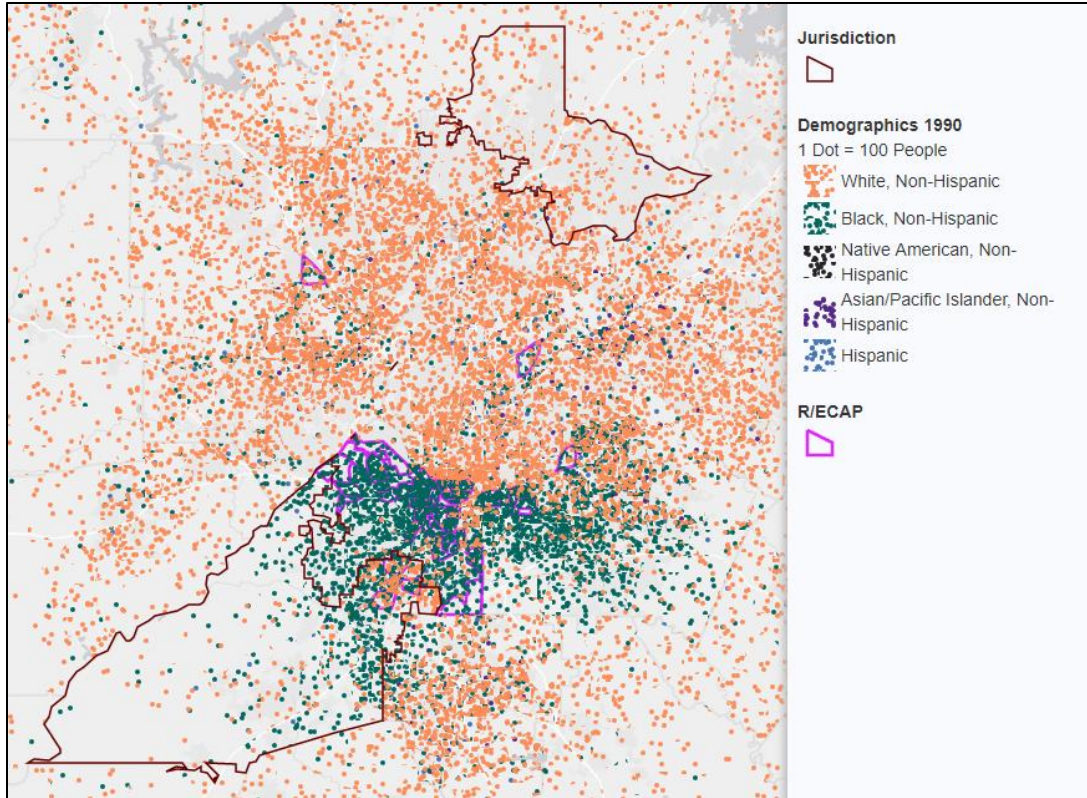 Jurisdiction
Demographics 1990
1 Dot = 100 People
White, Non-Hispanic
Black, Non-Hispanic
Native American, Non-
Hispanic
Asian/Pacific Islander, Non-
Hispanic
Hispanic
R/ECAP